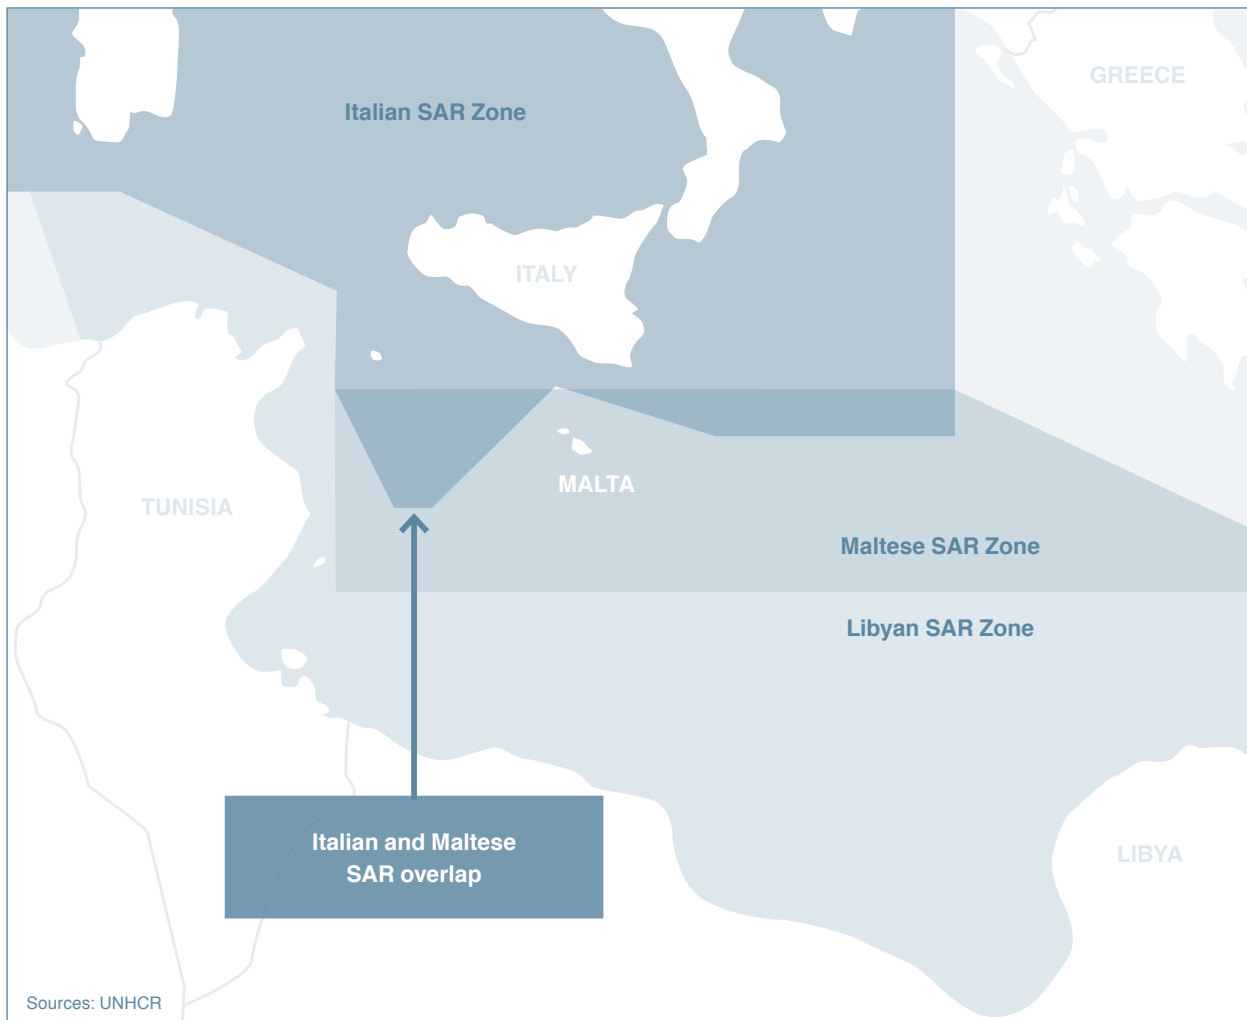 GREECE
Italian SAR Zone
ITALY
MALTA
TUNISIA
Maltese SAR Zone
Libyan SAR Zone
Italian and Maltese
SAR overlap
LIBYA
Sources: UNHCR